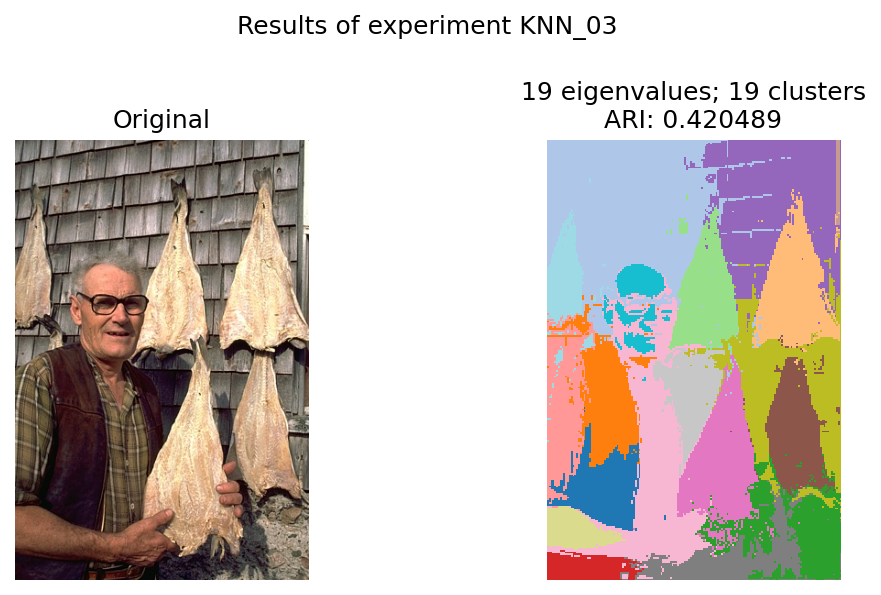 Results of experiment KNN_03
Original
19 eigenvalues; 19 clusters
ARI: 0.420489